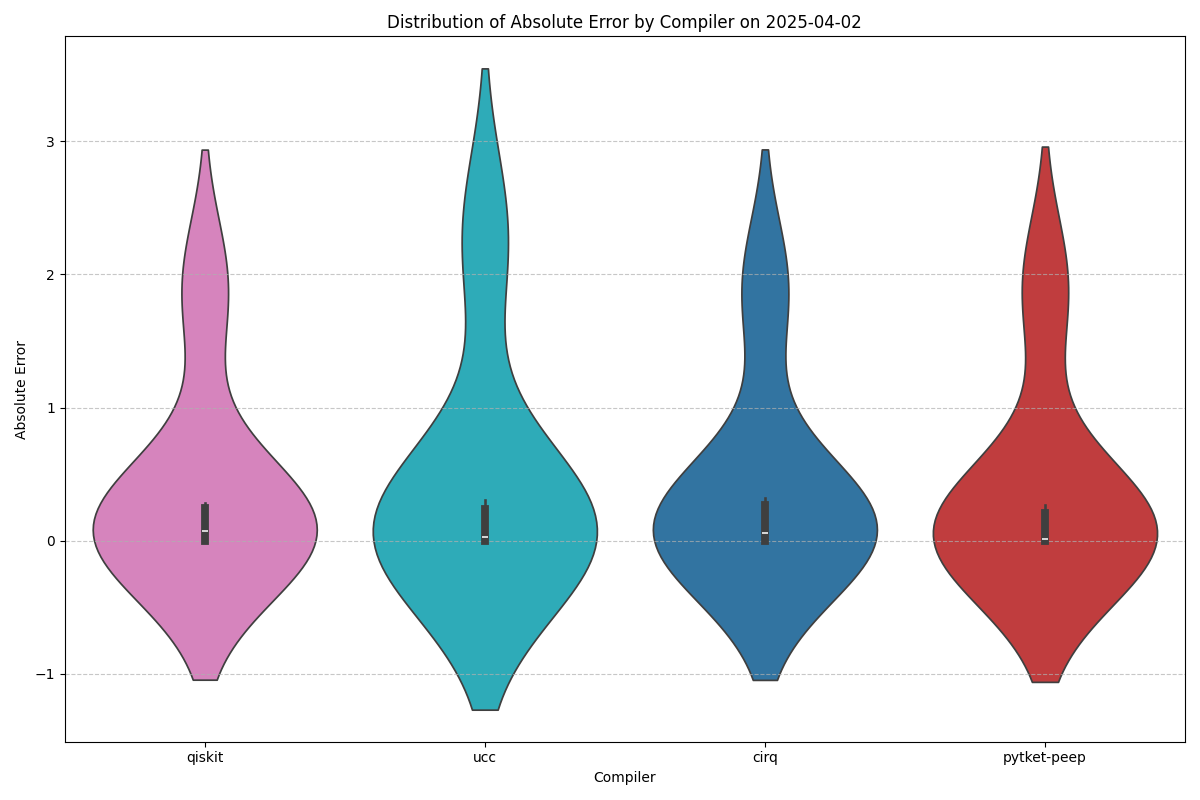 Distribution of Absolute Error by Compiler on 2025-04-02
3
2
1
0
−1
Absolute Error
qiskit ucc cirq pytket-peep
Compiler